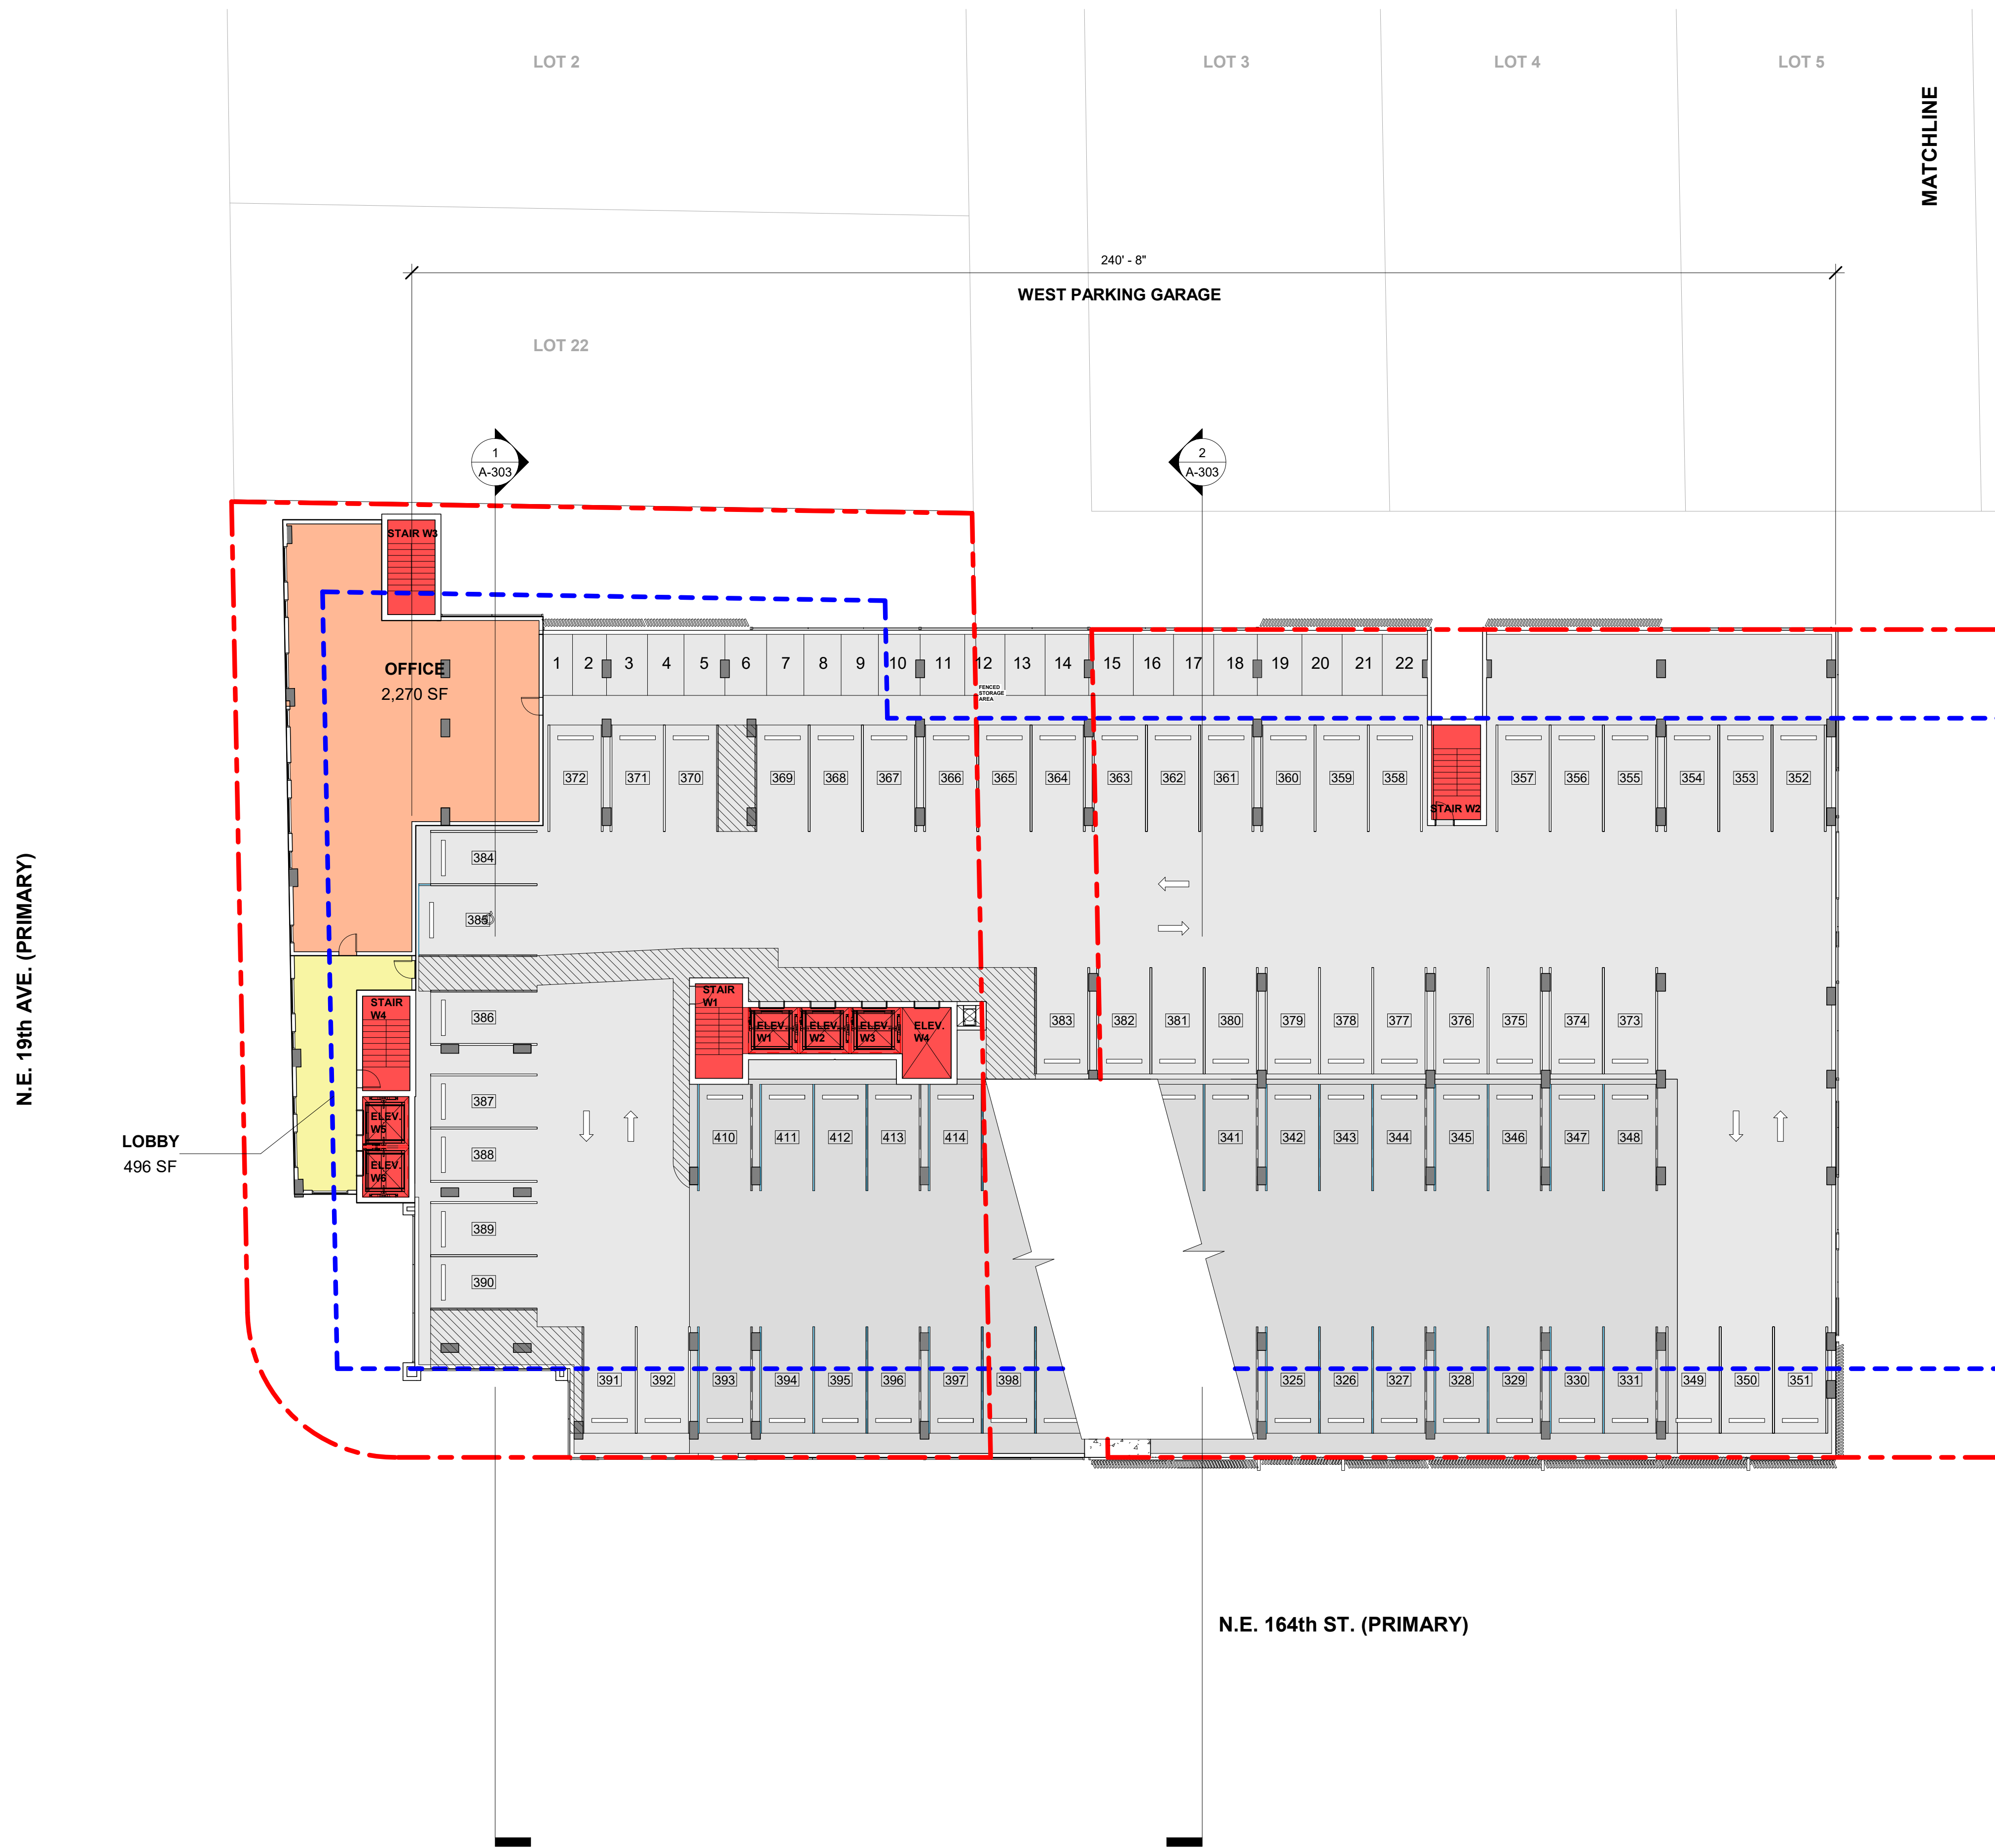 LOT 2
LOT 3
LOT 4
LOT 5
MATCHLINE
240' - 8"
WEST PARKING GARAGE
LOT 22
1
A-303
2
A-303
STAIR W3
OFFICE
2,270 SF
1 2 3 4 5 6 7 8 9 10 11 12 13 14 15 16 17 18 19 20 21 22
FENCED
STORAGE
AREA
372 371 370 369 368 367 366 365 364 363 362 361 360 359 358 357 356 355 354 353 352
STAIR W2
384
385
N.E. 19th AVE. (PRIMARY)
STAIR
W4
STAIR
W1
ELEV.
W1
ELEV.
W2
ELEV.
W3
ELEV.
W4
386
383 382 381 380 379 378 377 376 375 374 373
387
ELEV.
W5
LOBBY
496 SF
388
ELEV.
W6
410 411 412 413 414 341 342 343 344 345 346 347 348
389
390
391 392 393 394 395 396 397 398 325 326 327 328 329 330 331 349 350 351
N.E. 164th ST. (PRIMARY)